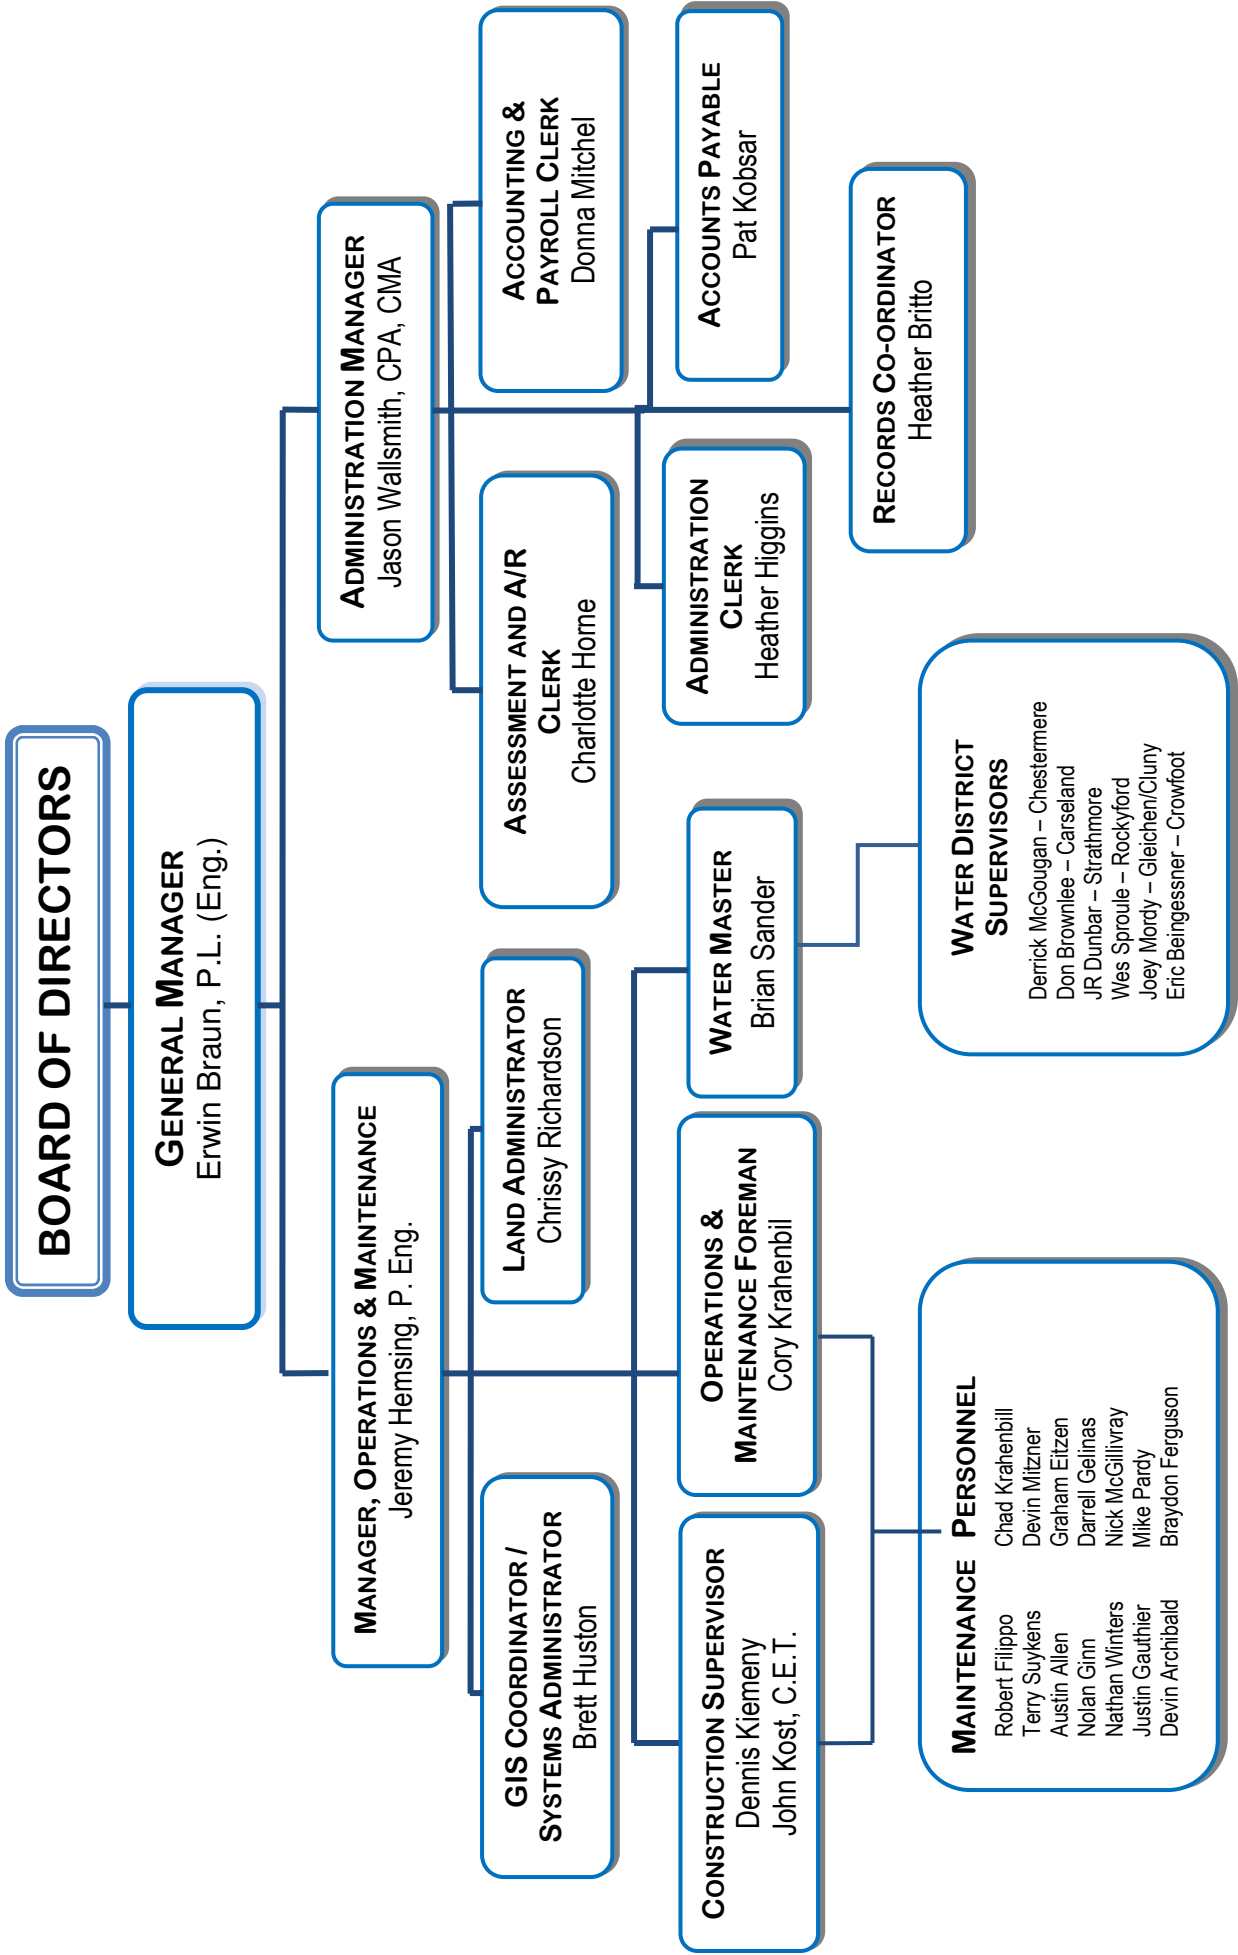 BOARD OF DIRECTORS
GENERAL MANAGER
Erwin Braun, P.L. (Eng.)
MANAGER, OPERATIONS & MAINTENANCE
Jeremy Hemsing, P. Eng.
ADMINISTRATION MANAGER
Jason Wallsmith, CPA, CMA
GIS COORDINATOR /
SYSTEMS ADMINISTRATOR
Brett Huston
LAND ADMINISTRATOR
Chrissy Richardson
ASSESSMENT AND A/R
CLERK
Charlotte Horne
ACCOUNTING &
PAYROLL CLERK
Donna Mitchel
CONSTRUCTION SUPERVISOR
Dennis Kiemeny
John Kost, C.E.T.
OPERATIONS &
MAINTENANCE FOREMAN
Cory Krahenbil
WATER MASTER
Brian Sander
ADMINISTRATION
CLERK
Heather Higgins
ACCOUNTS PAYABLE
Pat Kobsar
RECORDS CO-ORDINATOR
Heather Britto
MAINTENANCE PERSONNEL
Robert Filippo Chad Krahenbill
Terry Suykens Devin Mitzner
Austin Allen Graham Eitzen
Nolan Ginn Darrell Gelinas
Nathan Winters Nick McGillivray
Justin Gauthier Mike Pardy
Devin Archibald Braydon Ferguson
WATER DISTRICT
SUPERVISORS
Derrick McGougan – Chestermere
Don Brownlee – Carseland
JR Dunbar – Strathmore
Wes Sproule – Rockyford
Joey Mordy – Gleichen/Cluny
Eric Beingessner – Crowfoot